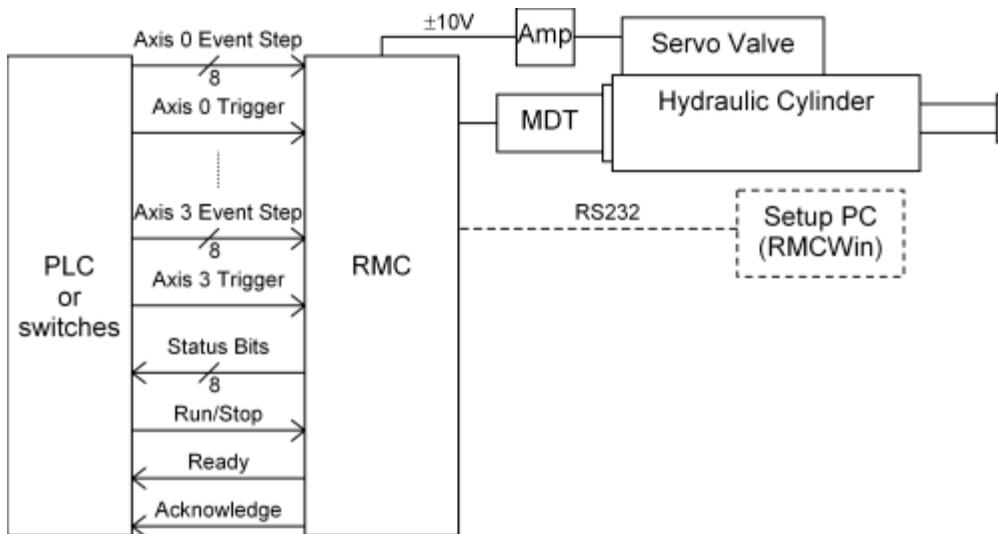 Axis 0 Event Step
8
Axis 0 Trigger
Axis 3 Event Step
8
Axis 3 Trigger
Status Bits
8
Run/Stop
Ready
Acknowledge
PLC
or
switches
RMC
±10V
Amp
Servo Valve
MDT
Hydraulic Cylinder
RS232
Setup PC
(RMCWin)